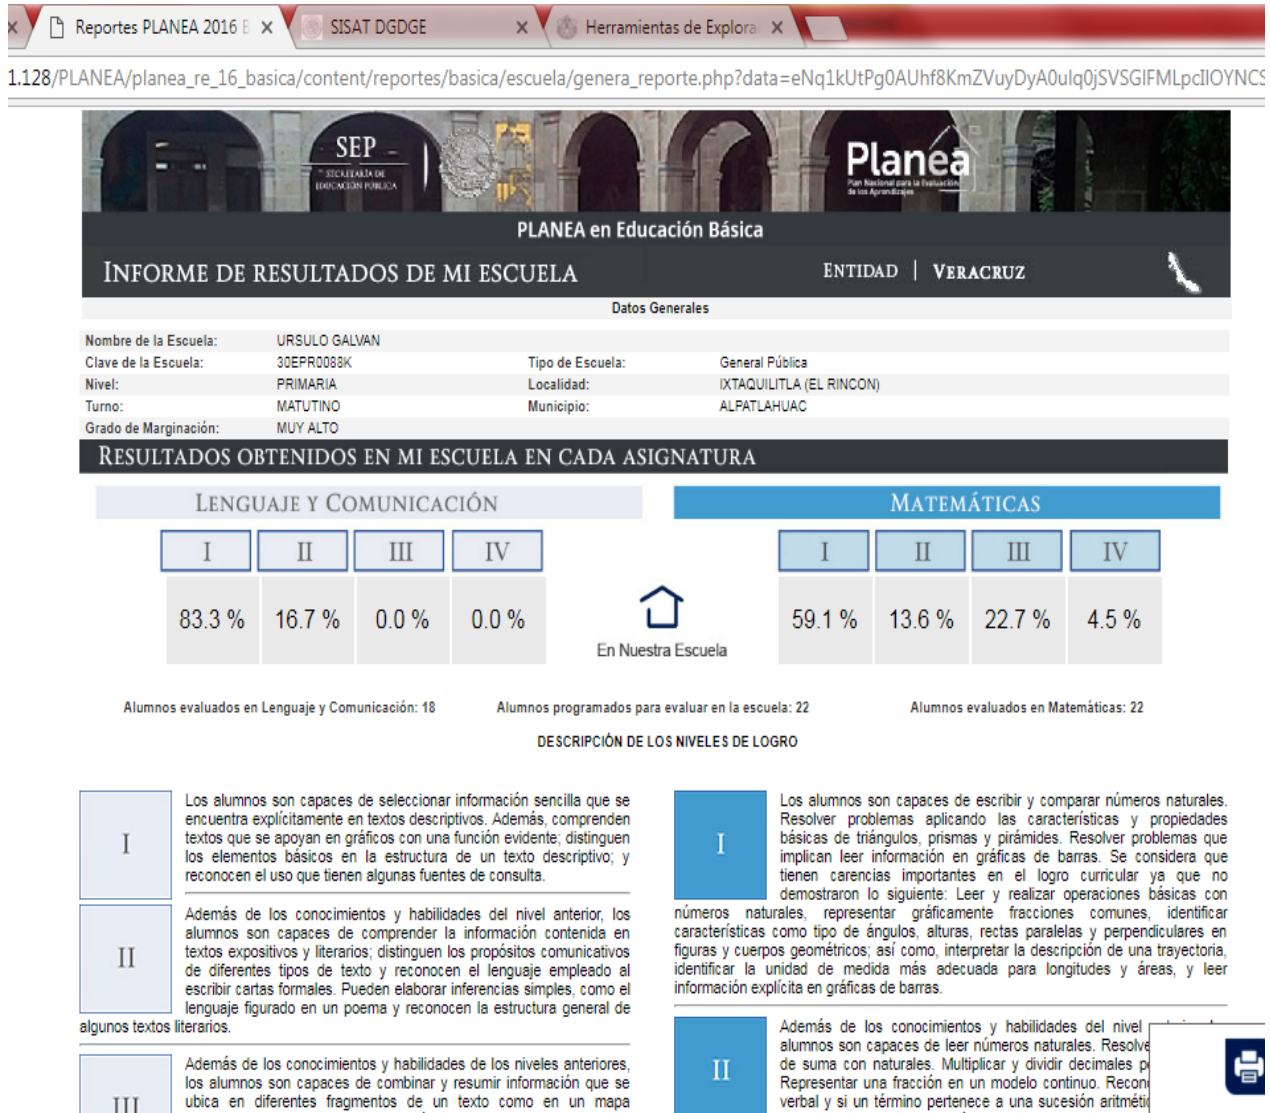 Reportes PLANEA 2016 B
SISAT DGDGE
Herramientas de Explora
1.128/PLANEA/planea_re_16_basica/content/reportes/basica/escuela/genera_reporte.php?data=eNq1kUtPg0AUhf8KmZVuyDyA0ulq0jSVSGIFMLpcIIOYNCS
SEP
SECRETARÍA DE
EDUCACIÓN PÚBLICA
Planea
Plan Nacional para la Evaluación
de los Aprendizajes
PLANEA en Educación Básica
INFORME DE RESULTADOS DE MI ESCUELA
ENTIDAD | VERACRUZ
Datos Generales
Nombre de la Escuela: URSULO GALVAN
Clave de la Escuela: 30EPR0088K Tipo de Escuela: General Pública
Nivel: PRIMARIA Localidad: IXTAQUILITLA (EL RINCON)
Turno: MATUTINO Municipio: ALPATLAHUAC
Grado de Marginación: MUY ALTO
RESULTADOS OBTENIDOS EN MI ESCUELA EN CADA ASIGNATURA
LENGUAJE Y COMUNICACIÓN
I II III IV
83.3 % 16.7 % 0.0 % 0.0 %
En Nuestra Escuela
MATEMÁTICAS
I II III IV
59.1 % 13.6 % 22.7 % 4.5 %
Alumnos evaluados en Lenguaje y Comunicación: 18 Alumnos programados para evaluar en la escuela: 22 Alumnos evaluados en Matemáticas: 22
DESCRIPCIÓN DE LOS NIVELES DE LOGRO
I
Los alumnos son capaces de seleccionar información sencilla que se
encuentra explícitamente en textos descriptivos. Además, comprenden
textos que se apoyan en gráficos con una función evidente; distinguen
los elementos básicos en la estructura de un texto descriptivo; y
reconocen el uso que tienen algunas fuentes de consulta.
II
Además de los conocimientos y habilidades del nivel anterior, los
alumnos son capaces de comprender la información contenida en
textos expositivos y literarios; distinguen los propósitos comunicativos
de diferentes tipos de texto y reconocen el lenguaje empleado al
escribir cartas formales. Pueden elaborar inferencias simples, como el
lenguaje figurado en un poema y reconocen la estructura general de
algunos textos literarios.
III
Además de los conocimientos y habilidades de los niveles anteriores,
los alumnos son capaces de combinar y resumir información que se
ubica en diferentes fragmentos de un texto como en un mapa
I
Los alumnos son capaces de escribir y comparar números naturales.
Resolver problemas aplicando las características y propiedades
básicas de triángulos, prismas y pirámides. Resolver problemas que
implican leer información en gráficas de barras. Se considera que
tienen carencias importantes en el logro curricular ya que no
demostraron lo siguiente: Leer y realizar operaciones básicas con
números naturales, representar gráficamente fracciones comunes, identificar
características como tipo de ángulos, alturas, rectas paralelas y perpendiculares en
figuras y cuerpos geométricos; así como, interpretar la descripción de una trayectoria,
identificar la unidad de medida más adecuada para longitudes y áreas, y leer
información explícita en gráficas de barras.
II
Además de los conocimientos y habilidades del nivel
alumnos son capaces de leer números naturales. Resolve
de suma con naturales. Multiplicar y dividir decimales p
Representar una fracción en un modelo continuo. Recon
verbal y si un término pertenece a una sucesión aritmétic